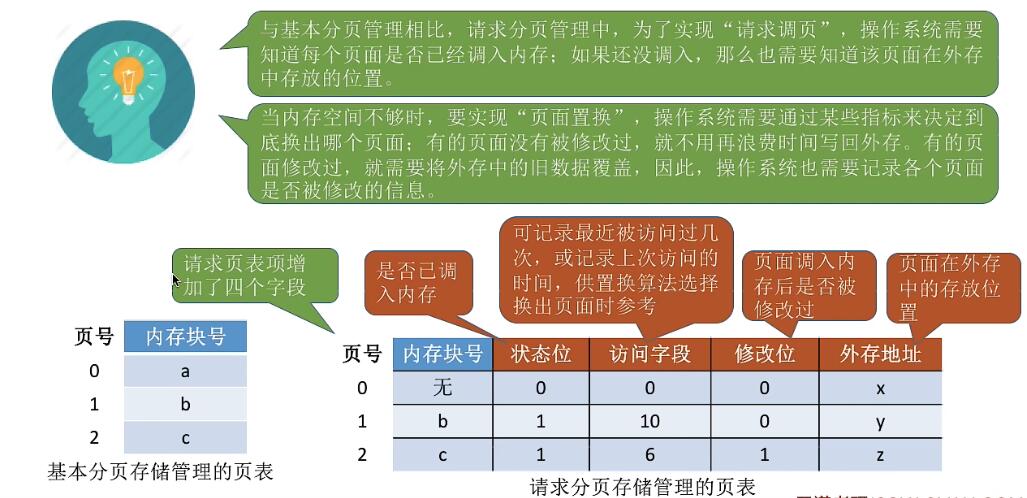 与基本分页管理相比，请求分页管理中，为了实现“请求调页”，操作系统需要
知道每个页面是否已经调入内存；如果还没调入，那么也需要知道该页面在外存
中存放的位置。
当内存空间不够时，要实现“页面置换”，操作系统需要通过某些指标来决定到
底换出哪个页面；有的页面没有被修改过，就不用再浪费时间写回外存。有的页
面修改过，就需要将外存中的旧数据覆盖，因此，操作系统也需要记录各个页面
是否被修改的信息。
请求页表项增
加了四个字段
是否已调
入内存
可记录最近被访问过几
次，或记录上次访问的
时间，供置换算法选择
换出页面时参考
页面调入内
存后是否被
修改过
页面在外存
中的存放位
置
页号 内存块号
0 a
1 b
2 c
基本分页存储管理的页表
页号 内存块号 状态位 访问字段 修改位 外存地址
0 无 0 0 0 x
1 b 1 10 0 y
2 c 1 6 1 z
请求分页存储管理的页表